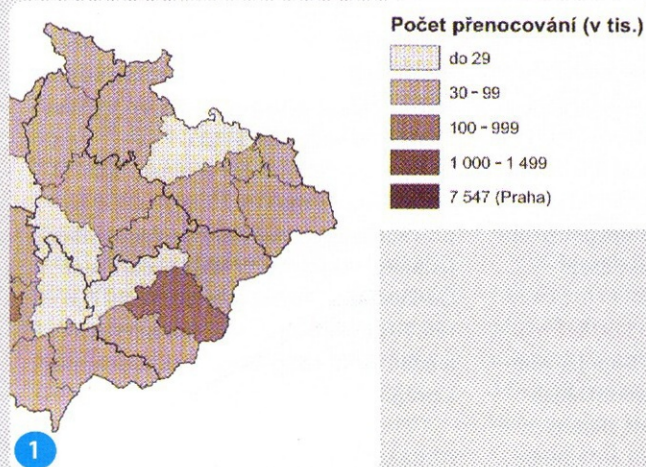 Počet přenocování (v tis.)
do 29
30 – 99
100 – 999
1 000 – 1 499
7 547 (Praha)
1